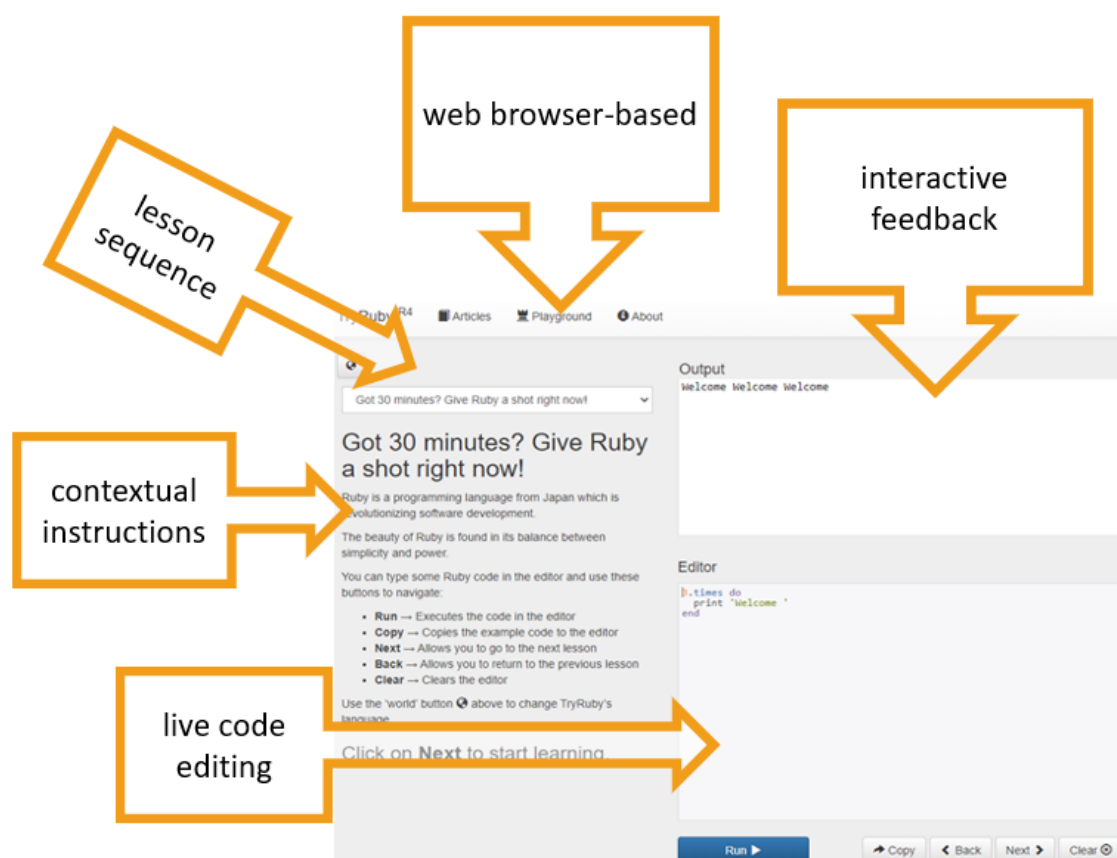 web browser-based
interactive
feedback
lesson
sequence
TryRuby R4 Articles Playground About
Got 30 minutes? Give Ruby a shot right now!
Got 30 minutes? Give Ruby
a shot right now!
contextual
instructions
Ruby is a programming language from Japan which is
revolutionizing software development.
The beauty of Ruby is found in its balance between
simplicity and power.
You can type some Ruby code in the editor and use these
buttons to navigate:
• Run → Executes the code in the editor
• Copy → Copies the example code to the editor
• Next → Allows you to go to the next lesson
• Back → Allows you to return to the previous lesson
• Clear → Clears the editor
Use the 'world' button above to change TryRuby's
language.
Click on Next to start learning.
live code
editing
Output
Welcome Welcome Welcome
Editor
.times do
print 'Welcome '
end
Run Copy Back Next Clear